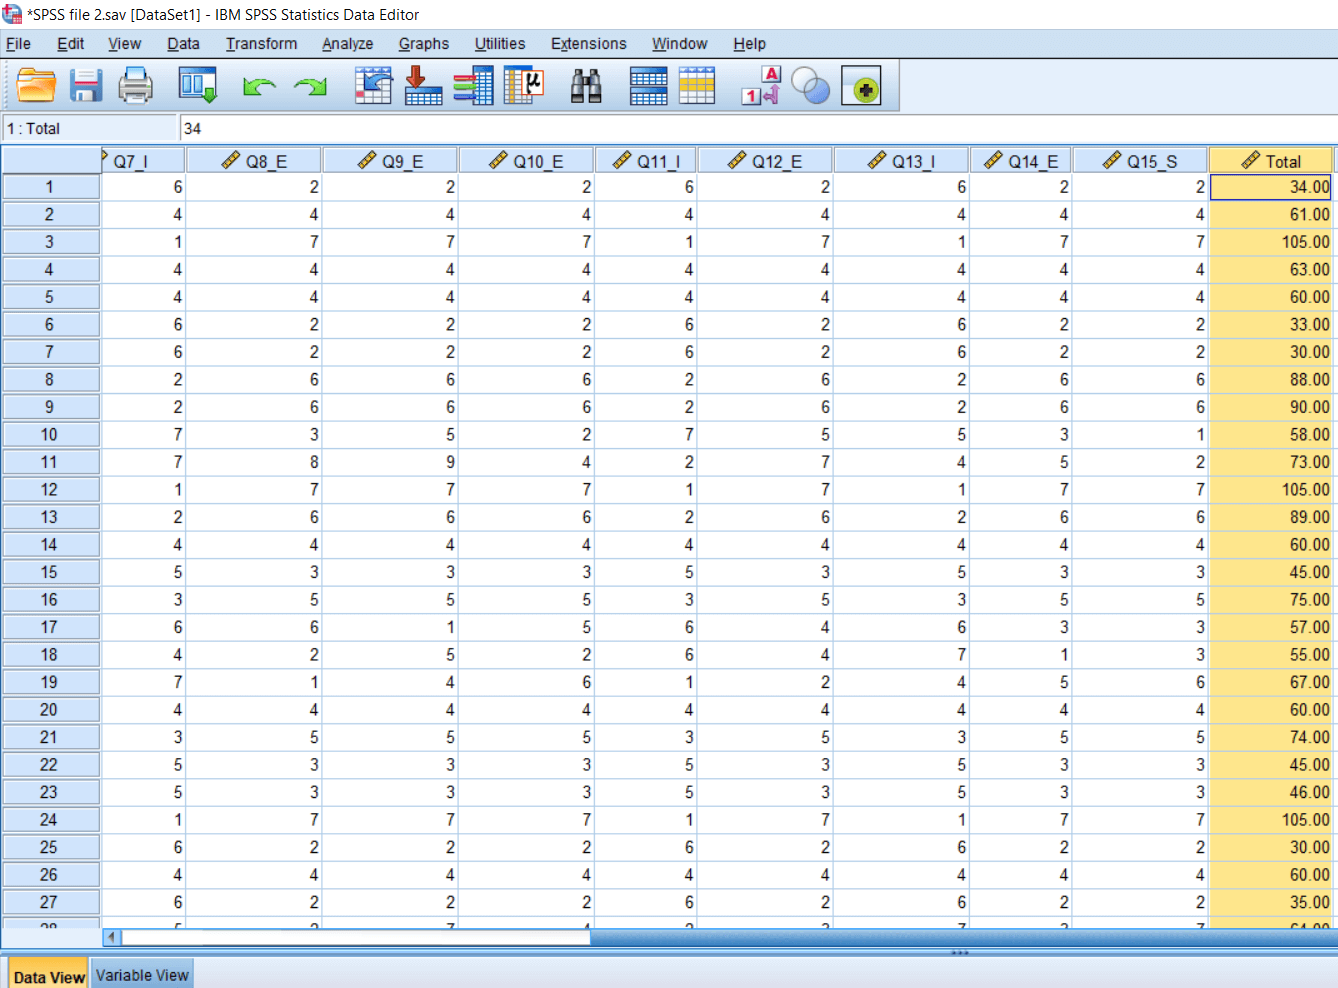 *SPSS file 2.sav [DataSet1] - IBM SPSS Statistics Data Editor
File Edit View Data Transform Analyze Graphs Utilities Extensions Window Help
μ A 1
1 : Total 34
Q7_I Q8_E Q9_E Q10_E Q11_I Q12_E Q13_I Q14_E Q15_S Total
1 6 2 2 2 6 2 6 2 2 34.00
2 4 4 4 4 4 4 4 4 4 61.00
3 1 7 7 7 1 7 1 7 7 105.00
4 4 4 4 4 4 4 4 4 4 63.00
5 4 4 4 4 4 4 4 4 4 60.00
6 6 2 2 2 6 2 6 2 2 33.00
7 6 2 2 2 6 2 6 2 2 30.00
8 2 6 6 6 2 6 2 6 6 88.00
9 2 6 6 6 2 6 2 6 6 90.00
10 7 3 5 2 7 5 5 3 1 58.00
11 7 8 9 4 2 7 4 5 2 73.00
12 1 7 7 7 1 7 1 7 7 105.00
13 2 6 6 6 2 6 2 6 6 89.00
14 4 4 4 4 4 4 4 4 4 60.00
15 5 3 3 3 5 3 5 3 3 45.00
16 3 5 5 5 3 5 3 5 5 75.00
17 6 6 1 5 6 4 6 3 3 57.00
18 4 2 5 2 6 4 7 1 3 55.00
19 7 1 4 6 1 2 4 5 6 67.00
20 4 4 4 4 4 4 4 4 4 60.00
21 3 5 5 5 3 5 3 5 5 74.00
22 5 3 3 3 5 3 5 3 3 45.00
23 5 3 3 3 5 3 5 3 3 46.00
24 1 7 7 7 1 7 1 7 7 105.00
25 6 2 2 2 6 2 6 2 2 30.00
26 4 4 4 4 4 4 4 4 4 60.00
27 6 2 2 2 6 2 6 2 2 35.00
Data View Variable View